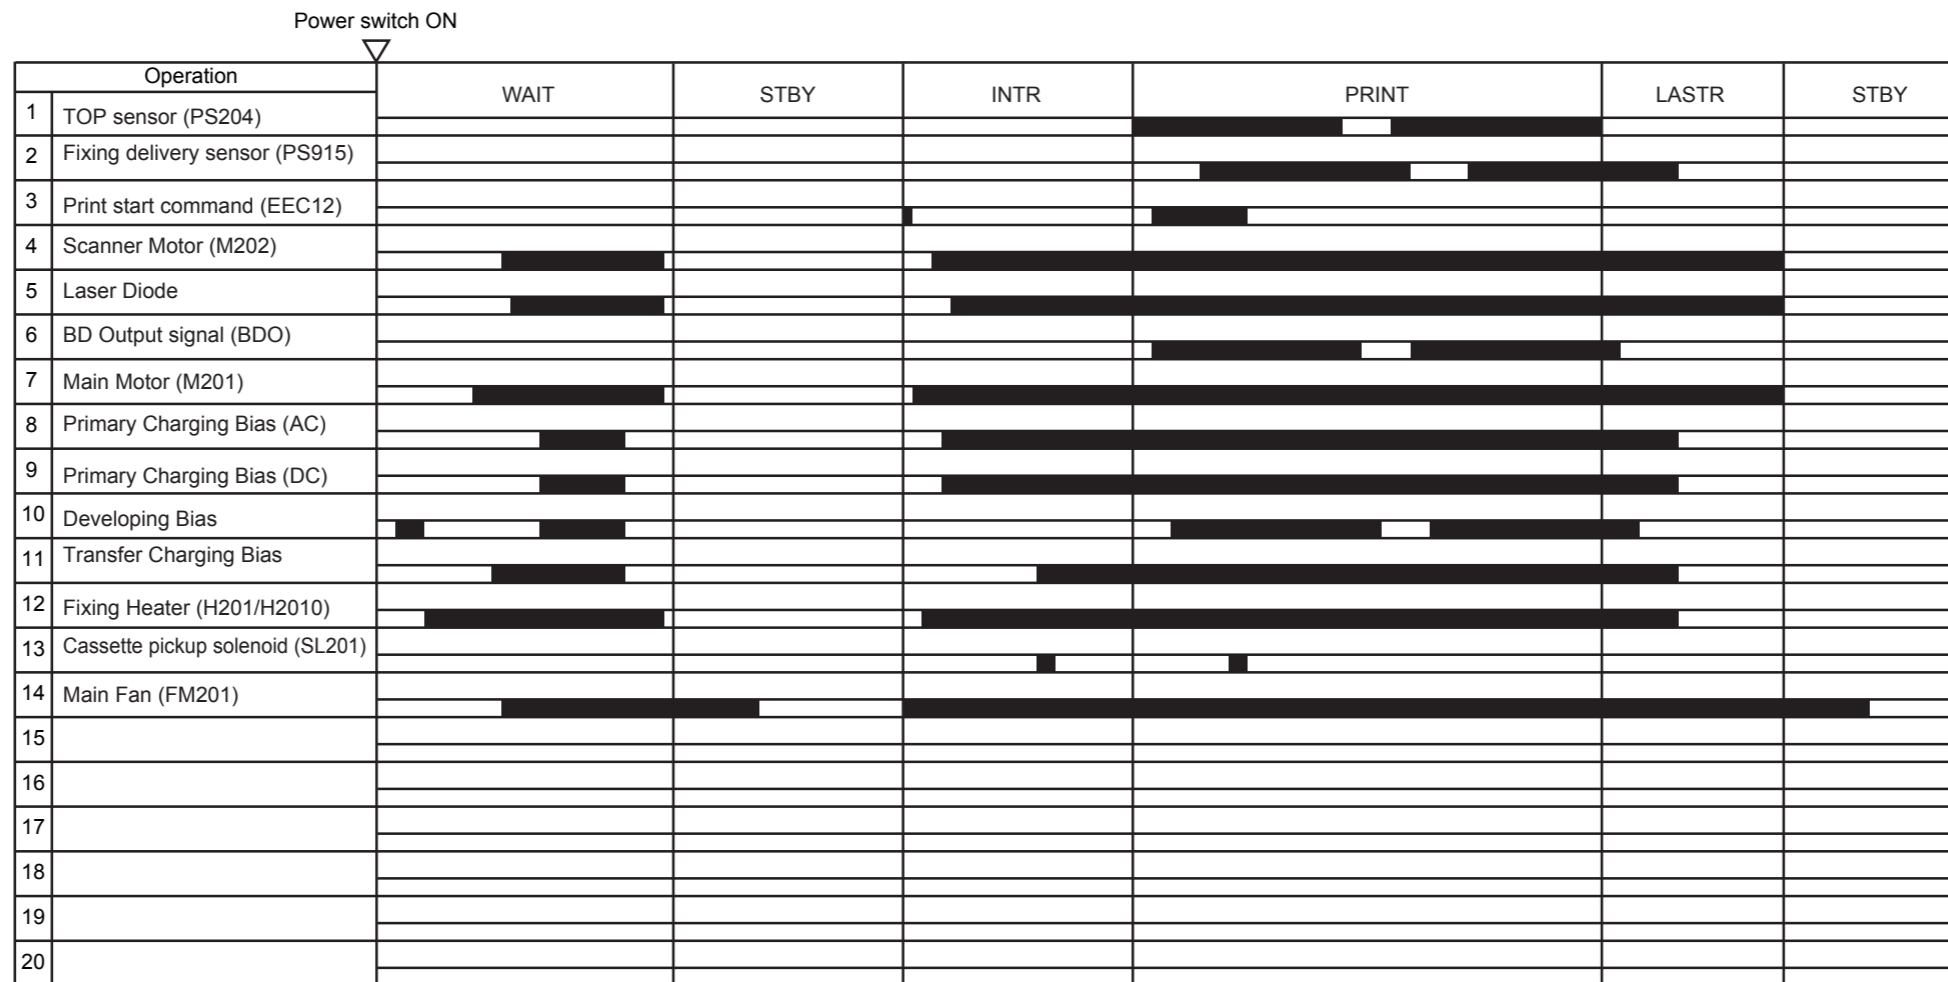 Power switch ON
Operation
WAIT STBY INTR PRINT LASTR STBY
1 TOP sensor (PS204)
2 Fixing delivery sensor (PS915)
3 Print start command (EEC12)
4 Scanner Motor (M202)
5 Laser Diode
6 BD Output signal (BDO)
7 Main Motor (M201)
8 Primary Charging Bias (AC)
9 Primary Charging Bias (DC)
10 Developing Bias
11 Transfer Charging Bias
12 Fixing Heater (H201/H2010)
13 Cassette pickup solenoid (SL201)
14 Main Fan (FM201)
15
16
17
18
19
20